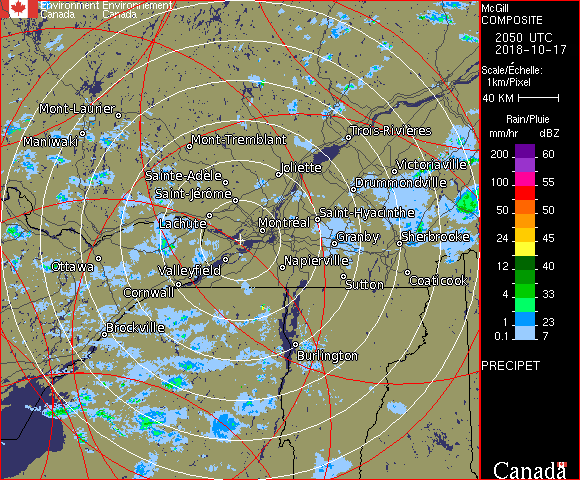 Environment Environnement
Canada Canada
McGill
COMPOSITE
2050 UTC
2018-10-17
Scale/Échelle:
1km/Pixel
40 KM
Rain/Pluie
mm/hr dBZ
200 60
100 55
50 50
24 45
12 40
4 33
1 23
0.1 7
PRECIPET
Canada
Mont-Laurier
Maniwaki
Mont-Tremblant
Trois-Rivières
Sainte-Adèle
Joliette
Victoriaville
Saint-Jérôme
Drummondville
Lachute
Montréal
Saint-Hyacinthe
Granby
Sherbrooke
Ottawa
Valleyfield
Napierville
Cornwall
Sutton
Coaticook
Brockville
Burlington